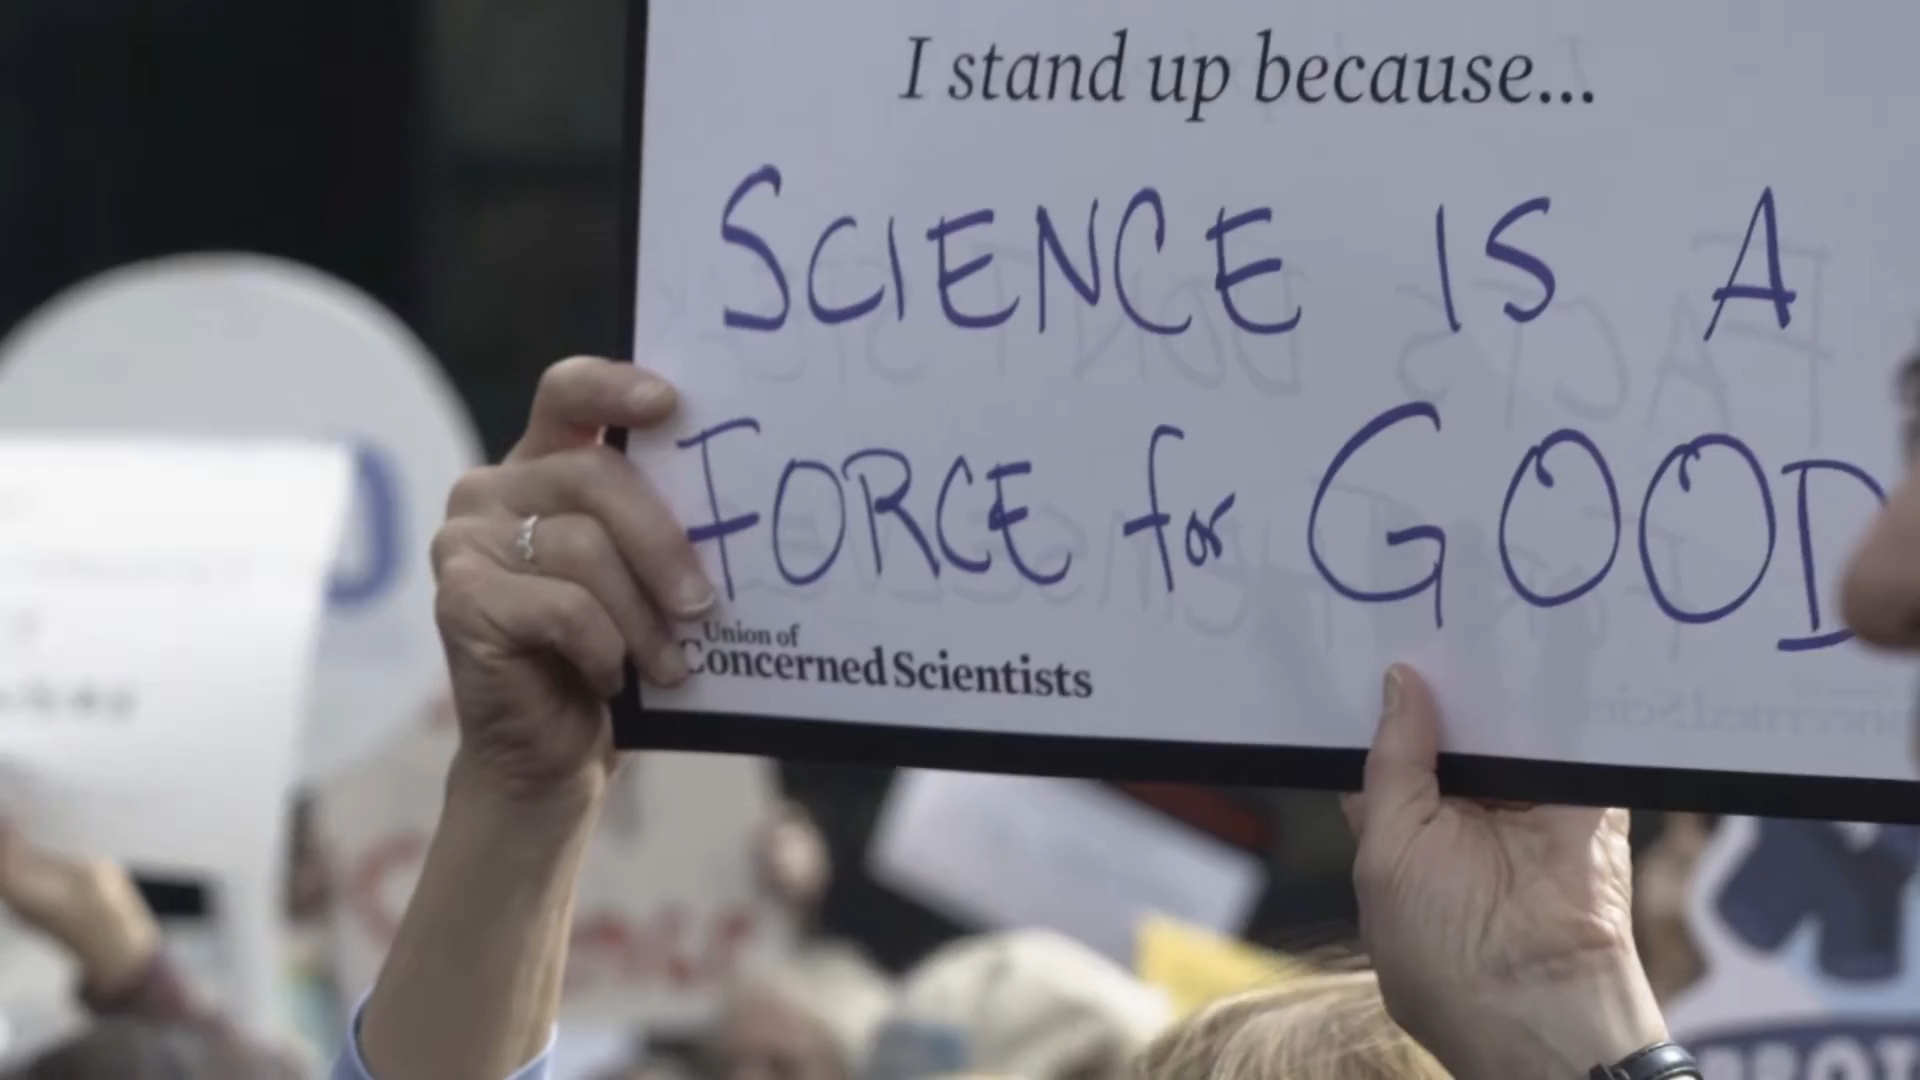 I stand up because...
SCIENCE IS A
FORCE for GOOD
Union of
Concerned Scientists